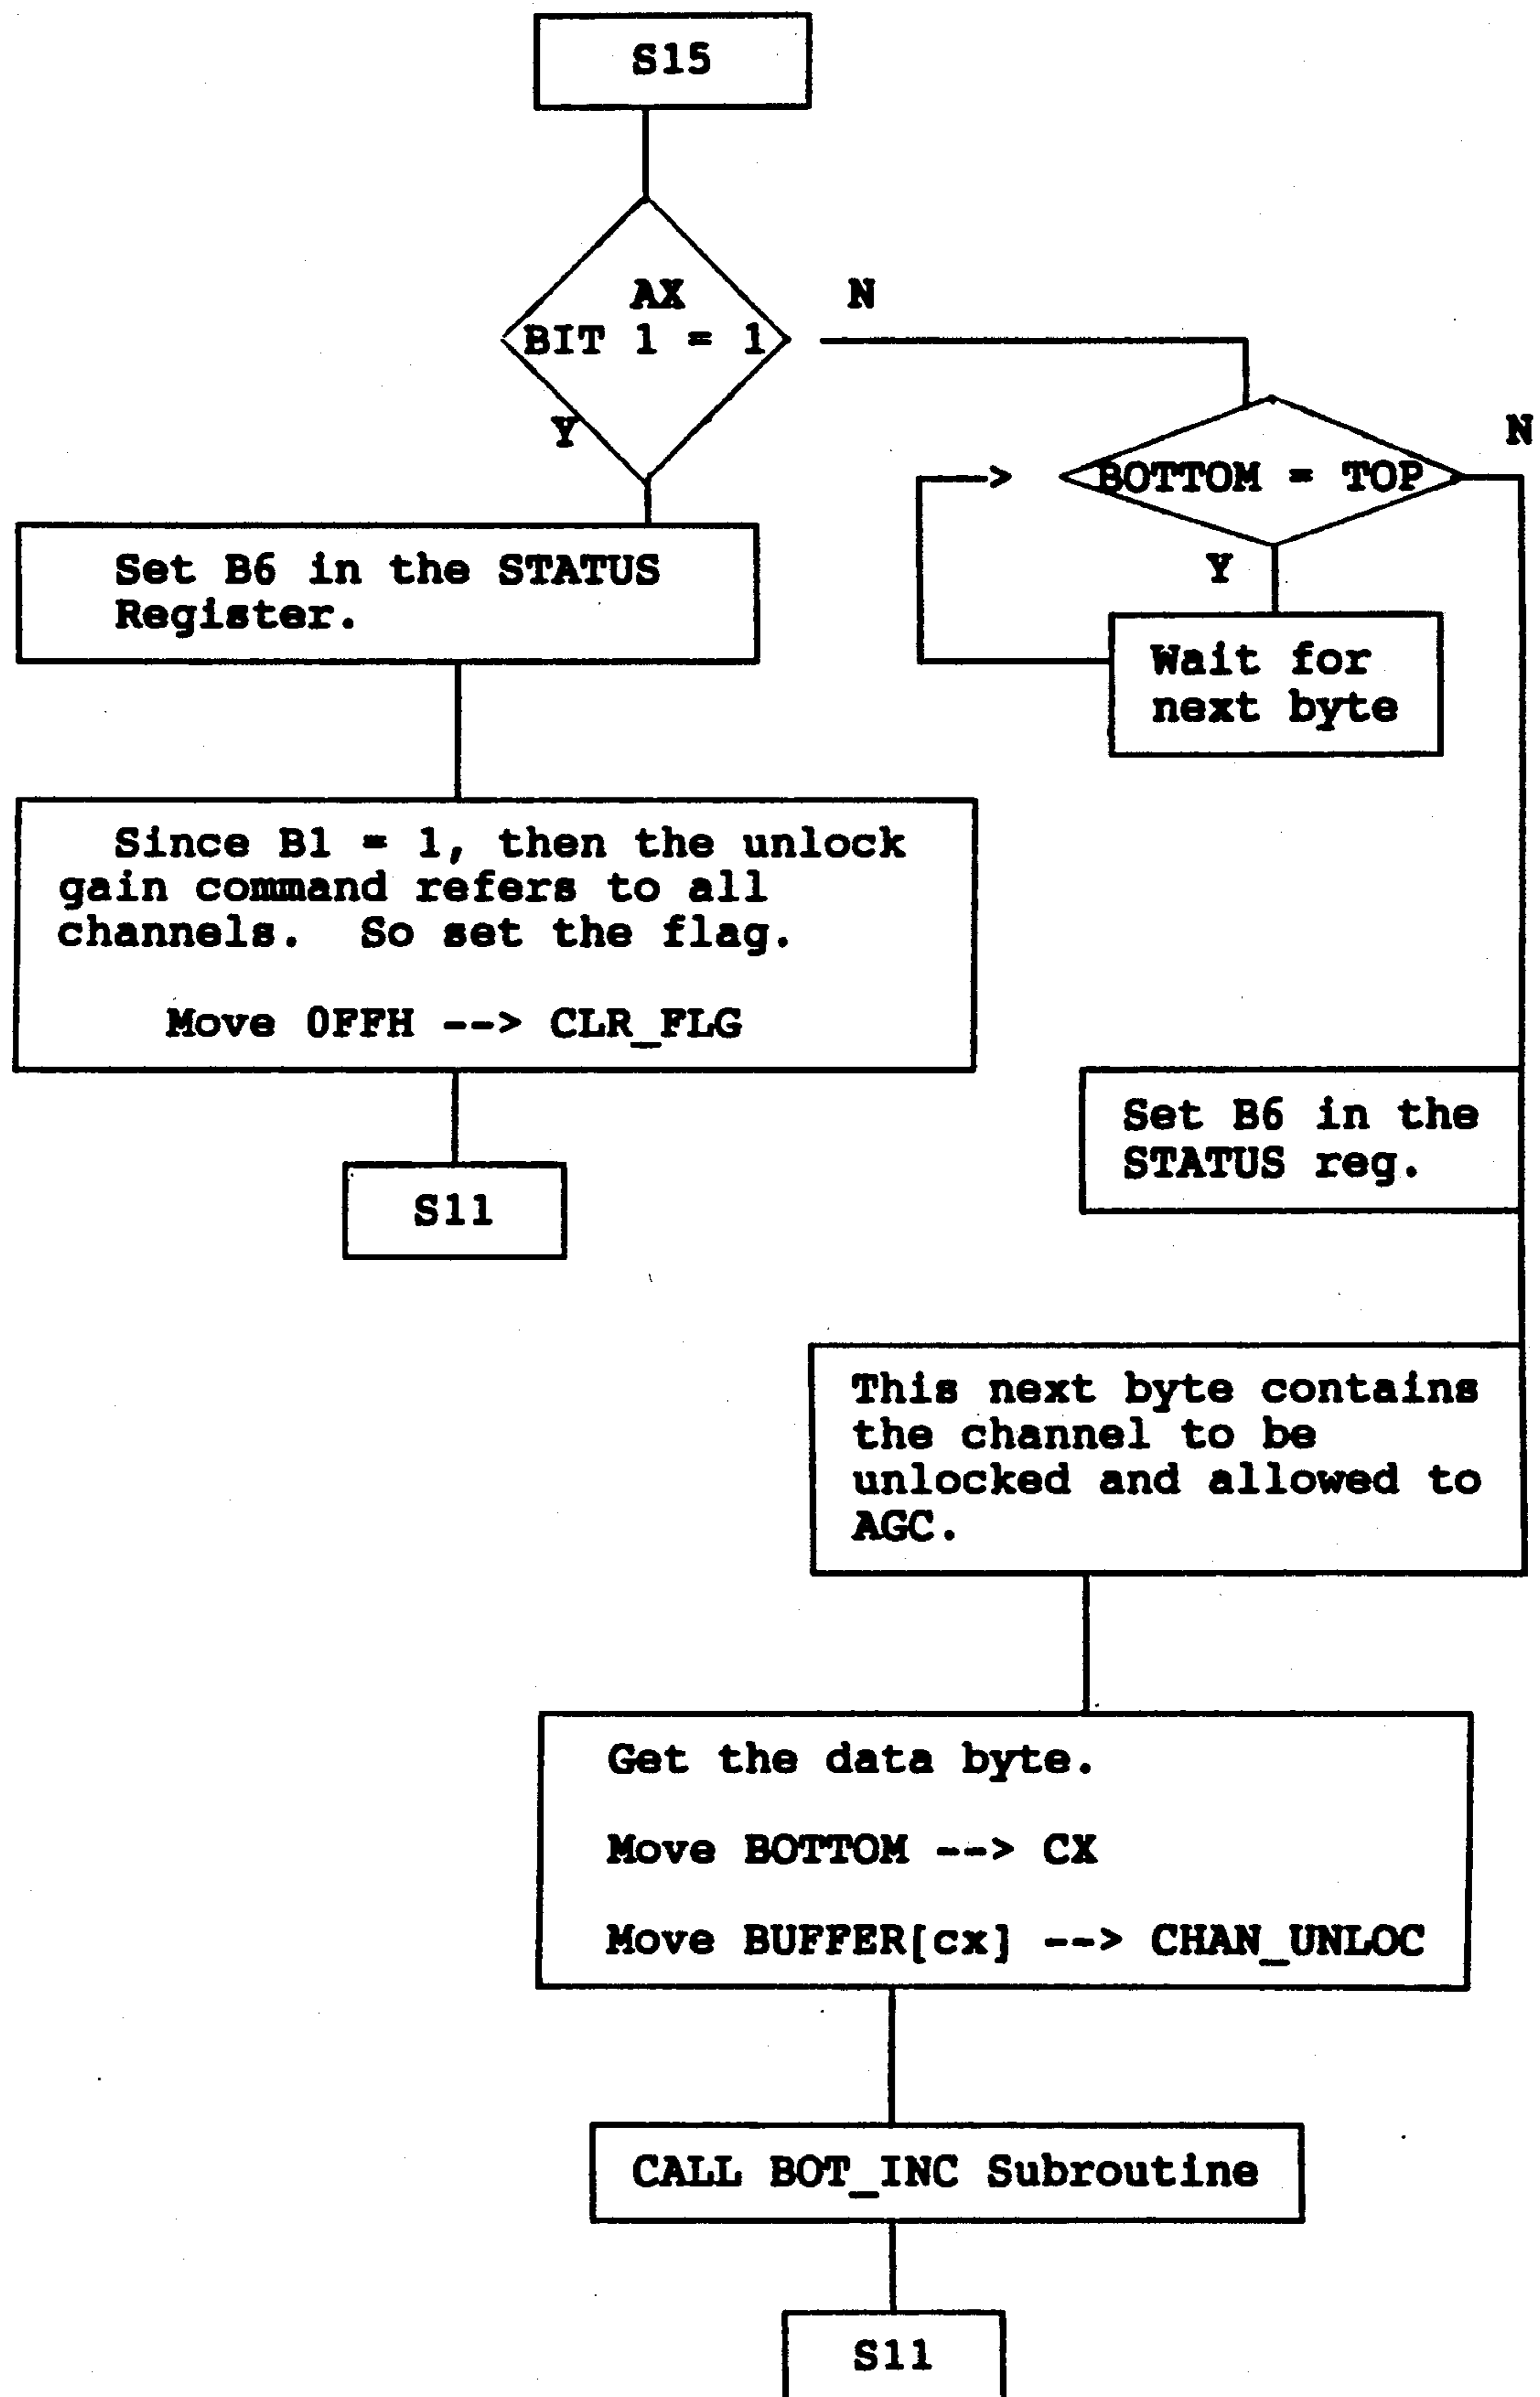 S15
AX
BIT 1 = 1
N
Y
BOTTOM = TOP
N
Y
Wait for
next byte
Set B6 in the STATUS
Register.
Since B1 = 1, then the unlock
gain command refers to all
channels. So set the flag.
Move 0FFH --> CLR_FLG
S11
Set B6 in the
STATUS reg.
This next byte contains
the channel to be
unlocked and allowed to
AGC.
Get the data byte.
Move BOTTOM --> CX
Move BUFFER[cx] --> CHAN_UNLOC
CALL BOT_INC Subroutine
S11